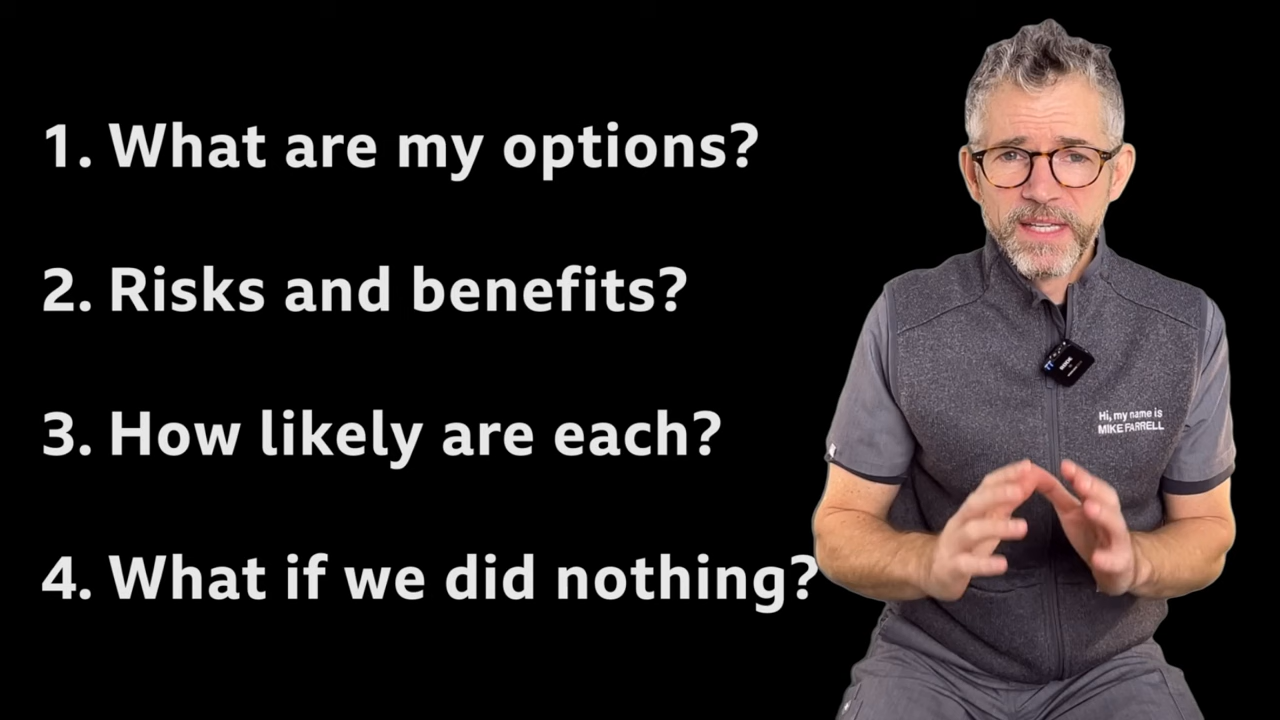 1. What are my options?
2. Risks and benefits?
3. How likely are each?
4. What if we did nothing?
Hi, my name is
MIKE FARRELL